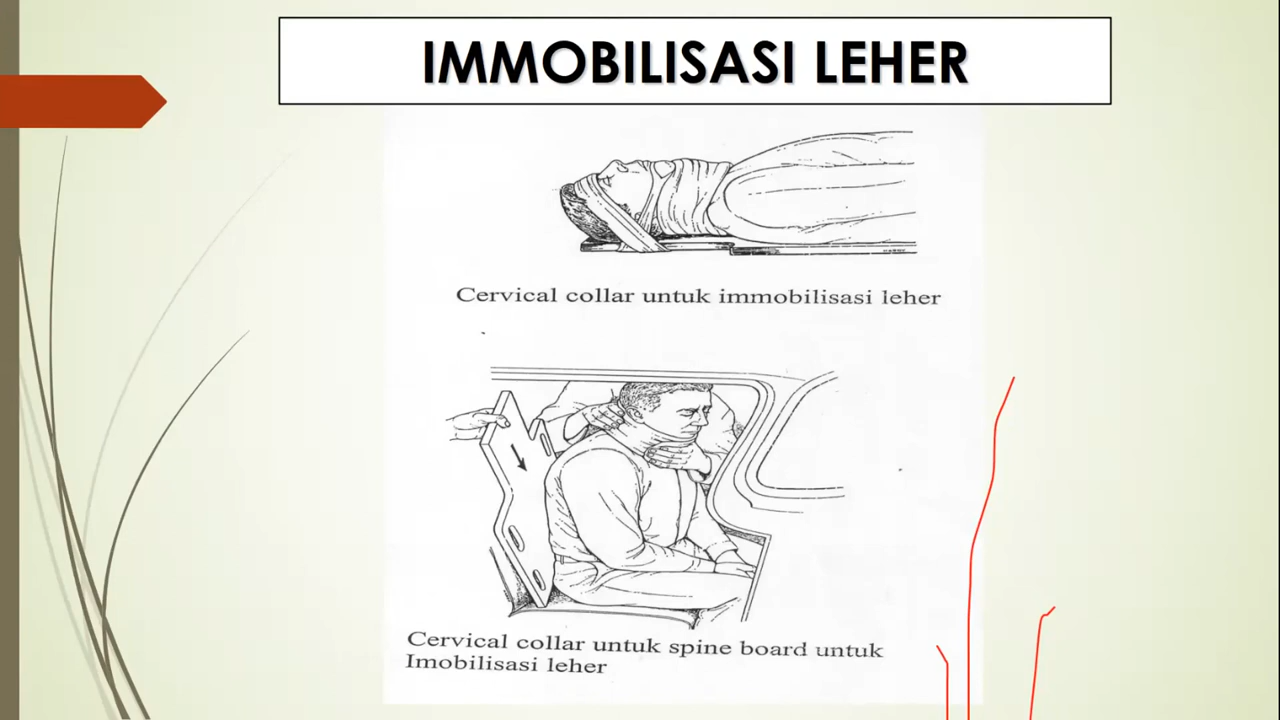 IMMOBILISASI LEHER
Cervical collar untuk immobilisasi leher
Cervical collar untuk spine board untuk
Imobilisasi leher